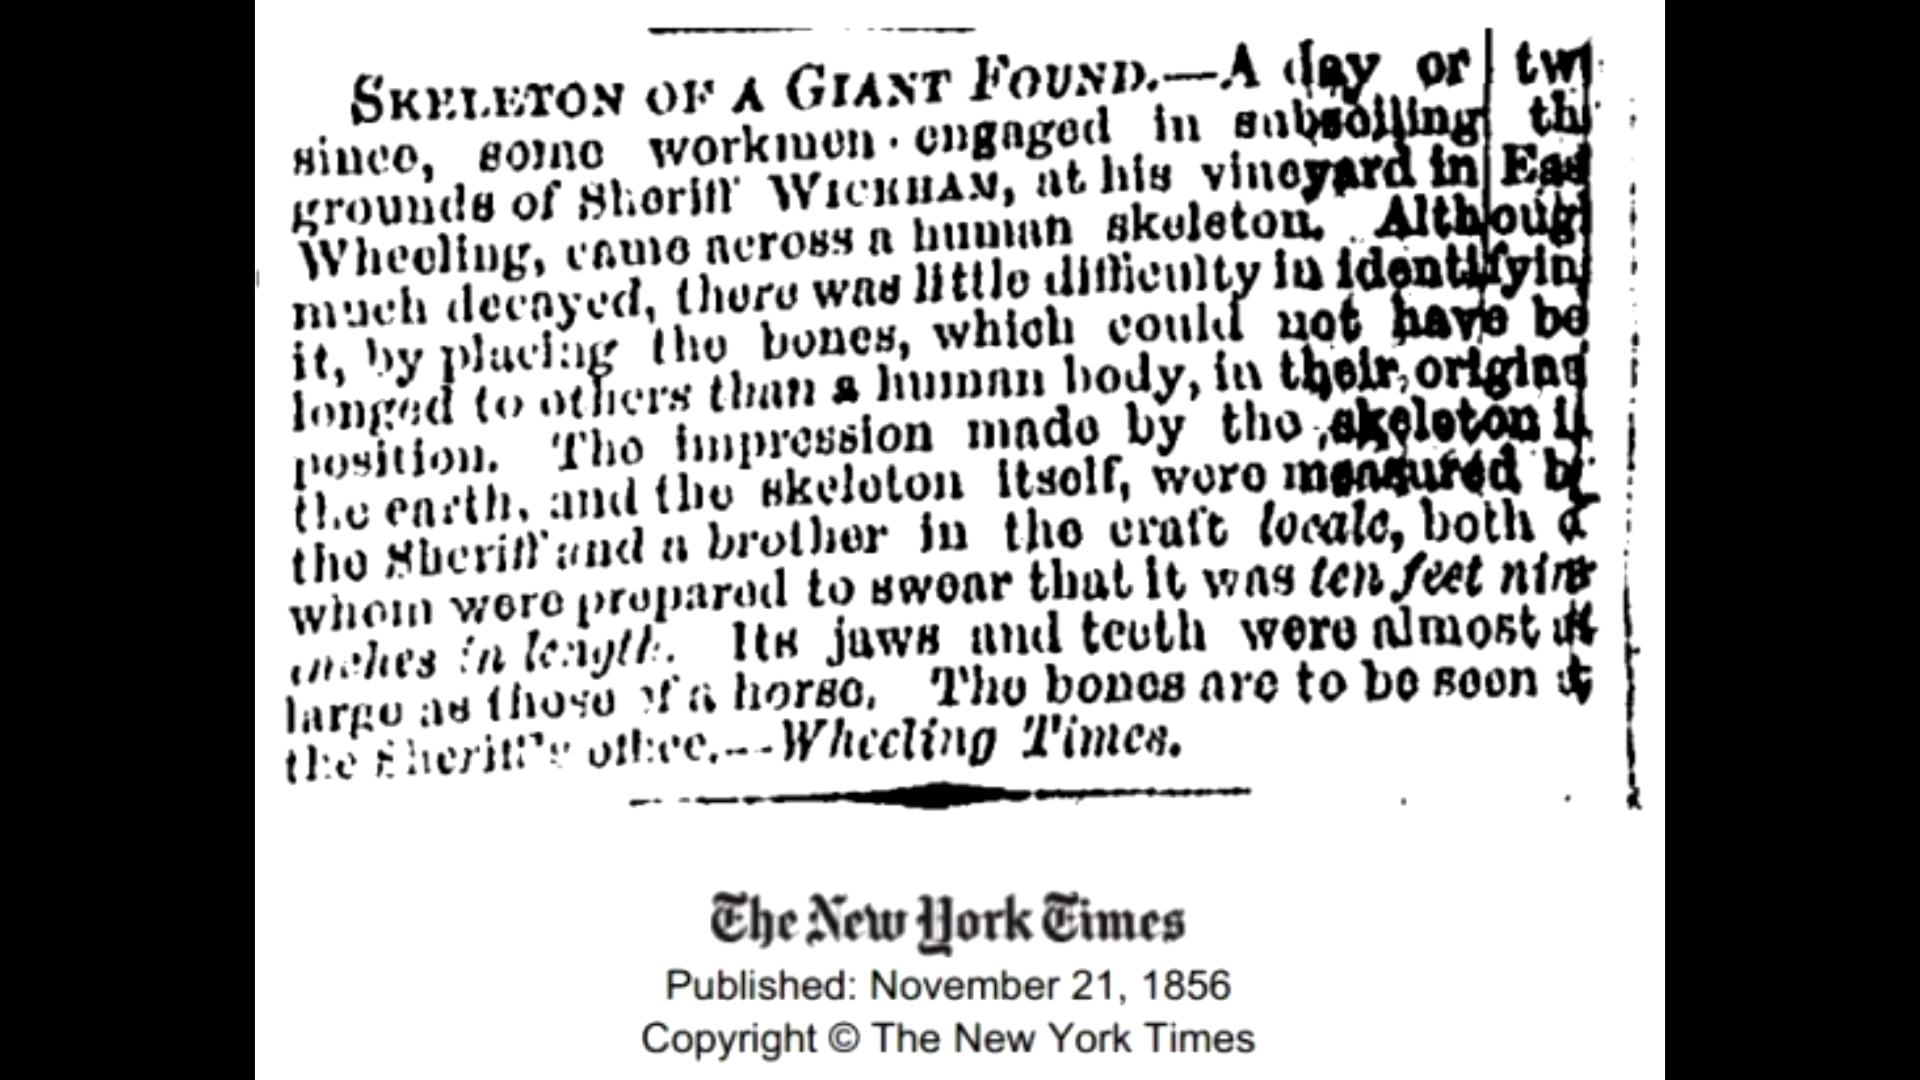 SKELETON OF A GIANT FOUND.—A day or tw
since, some workmen engaged in subsoiling th
grounds of Sheriff WICKHAM, at his vineyard in Eas
Wheeling, came across a human skeleton. Althoug
much decayed, there was little difficulty in identifyin
it, by placing the bones, which could not have be
longed to others than a human body, in their origina
position. The impression made by the skeleton i
the earth, and the skeleton itself, were measured b
the Sheriff and a brother in the craft locale, both
whom were prepared to swear that it was ten feet nine
inches in length. Its jaws and teeth were almost as
large as those of a horse. The bones are to be seen at
the Sheriff's office.—Wheeling Times.
The New York Times
Published: November 21, 1856
Copyright © The New York Times